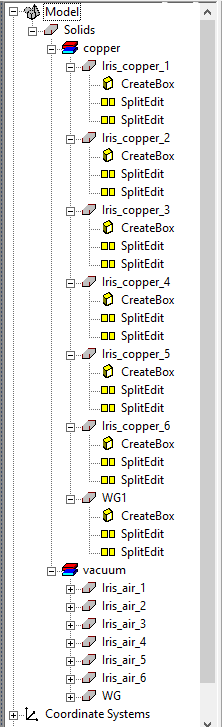 Model
Solids
copper
Iris_copper_1
CreateBox
SplitEdit
SplitEdit
Iris_copper_2
CreateBox
SplitEdit
SplitEdit
Iris_copper_3
CreateBox
SplitEdit
SplitEdit
Iris_copper_4
CreateBox
SplitEdit
SplitEdit
Iris_copper_5
CreateBox
SplitEdit
SplitEdit
Iris_copper_6
CreateBox
SplitEdit
SplitEdit
WG1
CreateBox
SplitEdit
SplitEdit
vacuum
Iris_air_1
Iris_air_2
Iris_air_3
Iris_air_4
Iris_air_5
Iris_air_6
WG
Coordinate Systems